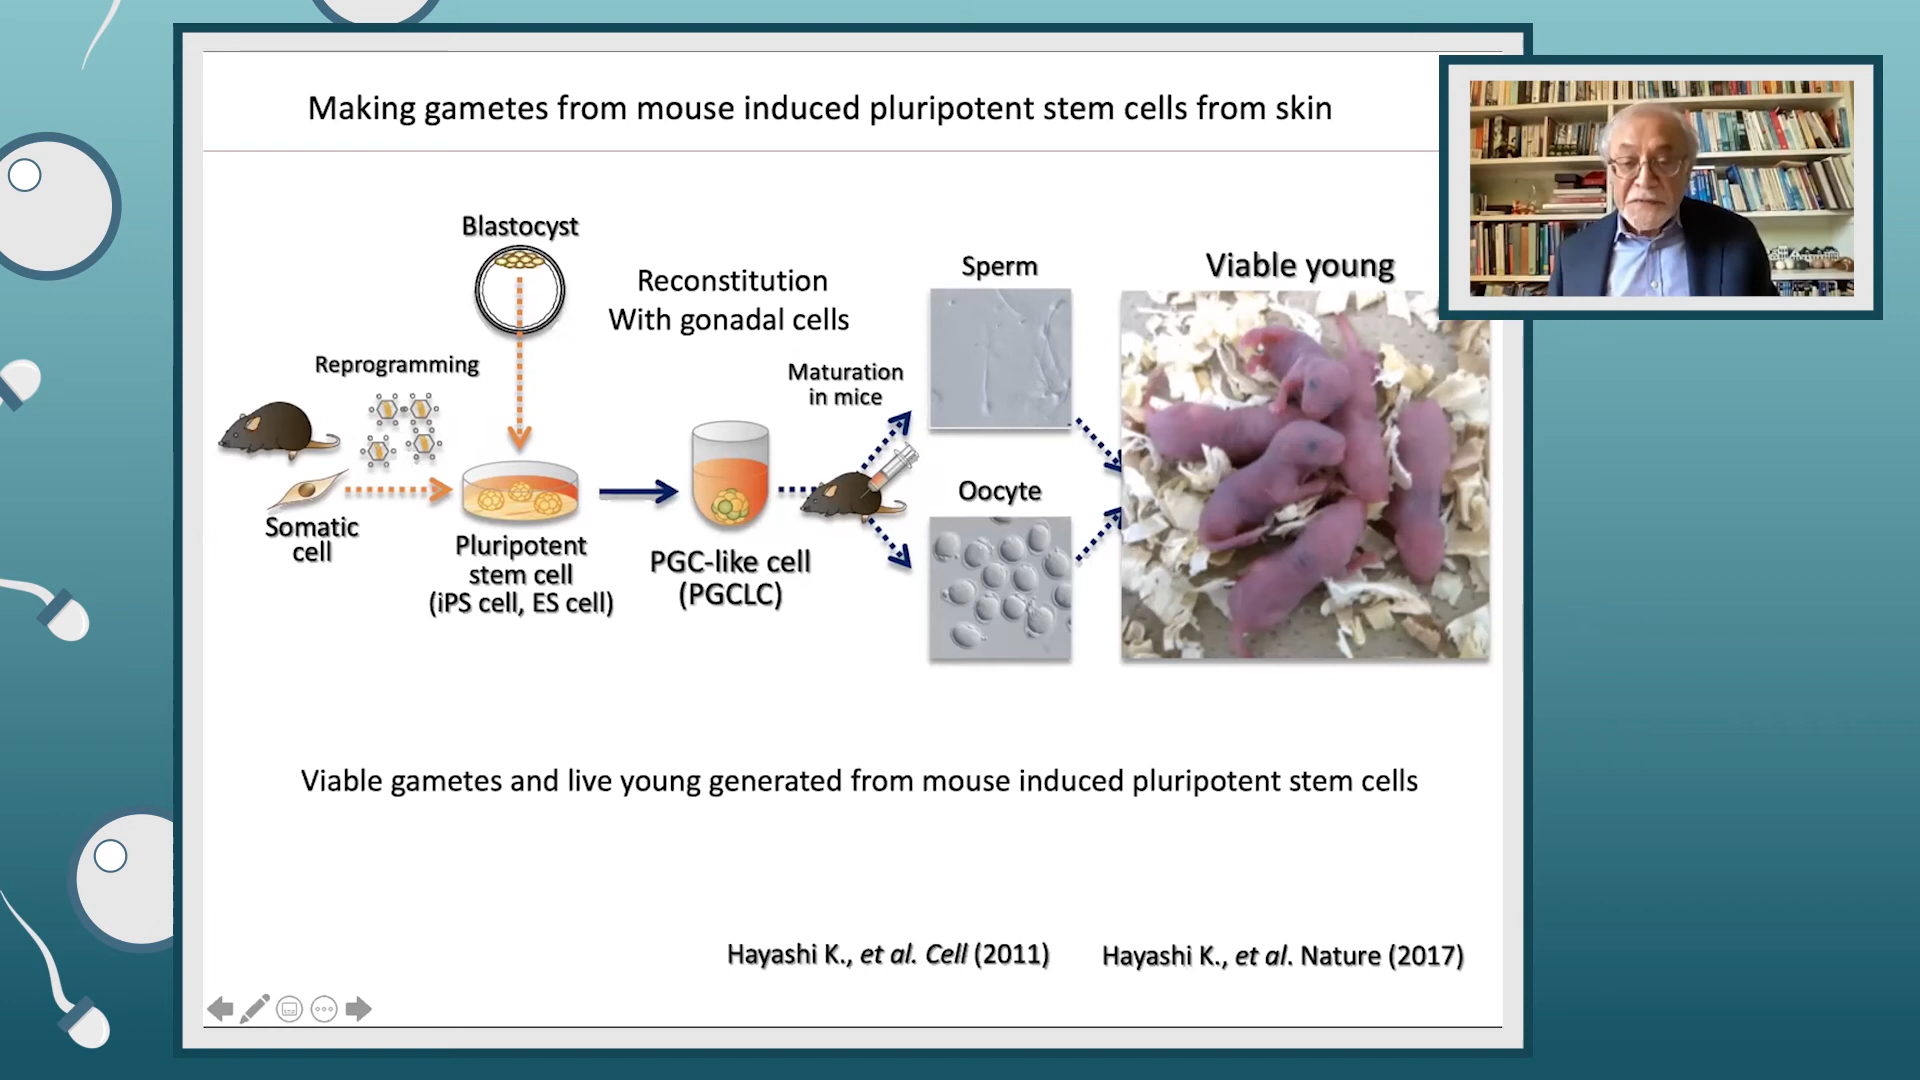 Making gametes from mouse induced pluripotent stem cells from skin
Blastocyst
Reconstitution
With gonadal cells
Sperm
Viable young
Reprogramming
Maturation
in mice
Oocyte
Somatic
cell
Pluripotent
stem cell
(iPS cell, ES cell)
PGC-like cell
(PGCLC)
Viable gametes and live young generated from mouse induced pluripotent stem cells
Hayashi K., et al. Cell (2011)
Hayashi K., et al. Nature (2017)